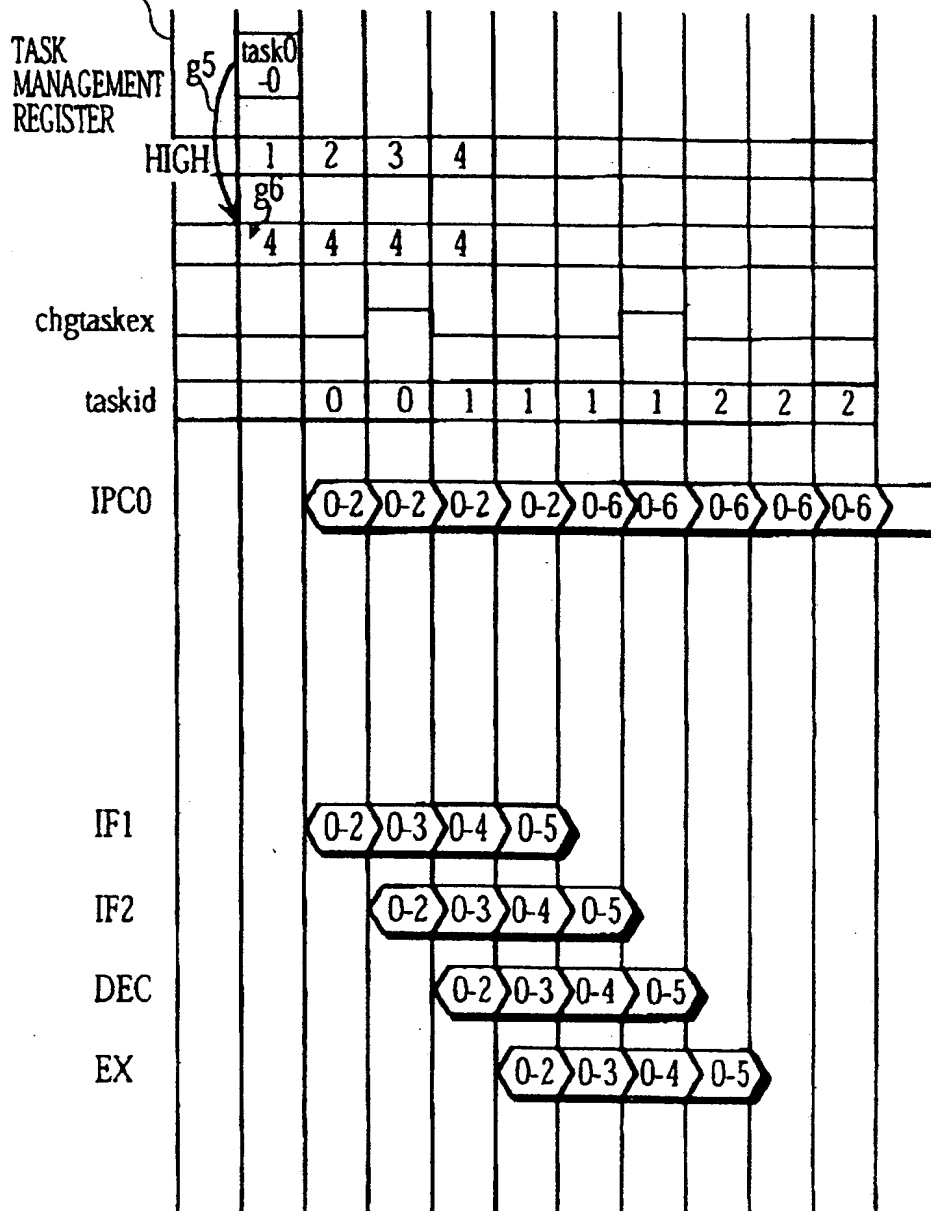 TASK MANAGEMENT REGISTER
task0 -0
g5
HIGH 1 2 3 4
g6
4 4 4 4
chgtaskex
taskid 0 0 1 1 1 1 2 2 2
IPC0 0-2 0-2 0-2 0-2 0-6 0-6 0-6 0-6 0-6
IF1 0-2 0-3 0-4 0-5
IF2 0-2 0-3 0-4 0-5
DEC 0-2 0-3 0-4 0-5
EX 0-2 0-3 0-4 0-5